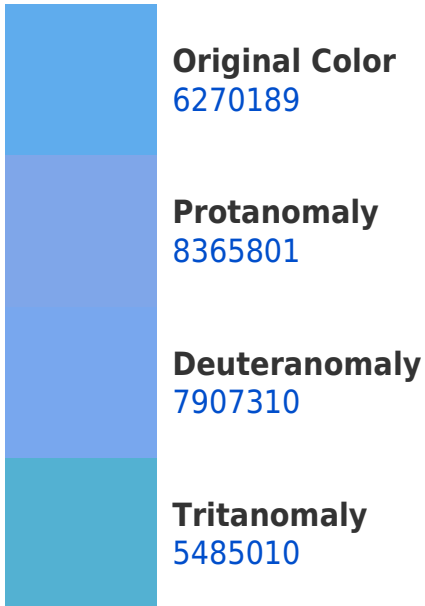 Original Color
6270189
Protanomaly
8365801
Deuteranomaly
7907310
Tritanomaly
5485010